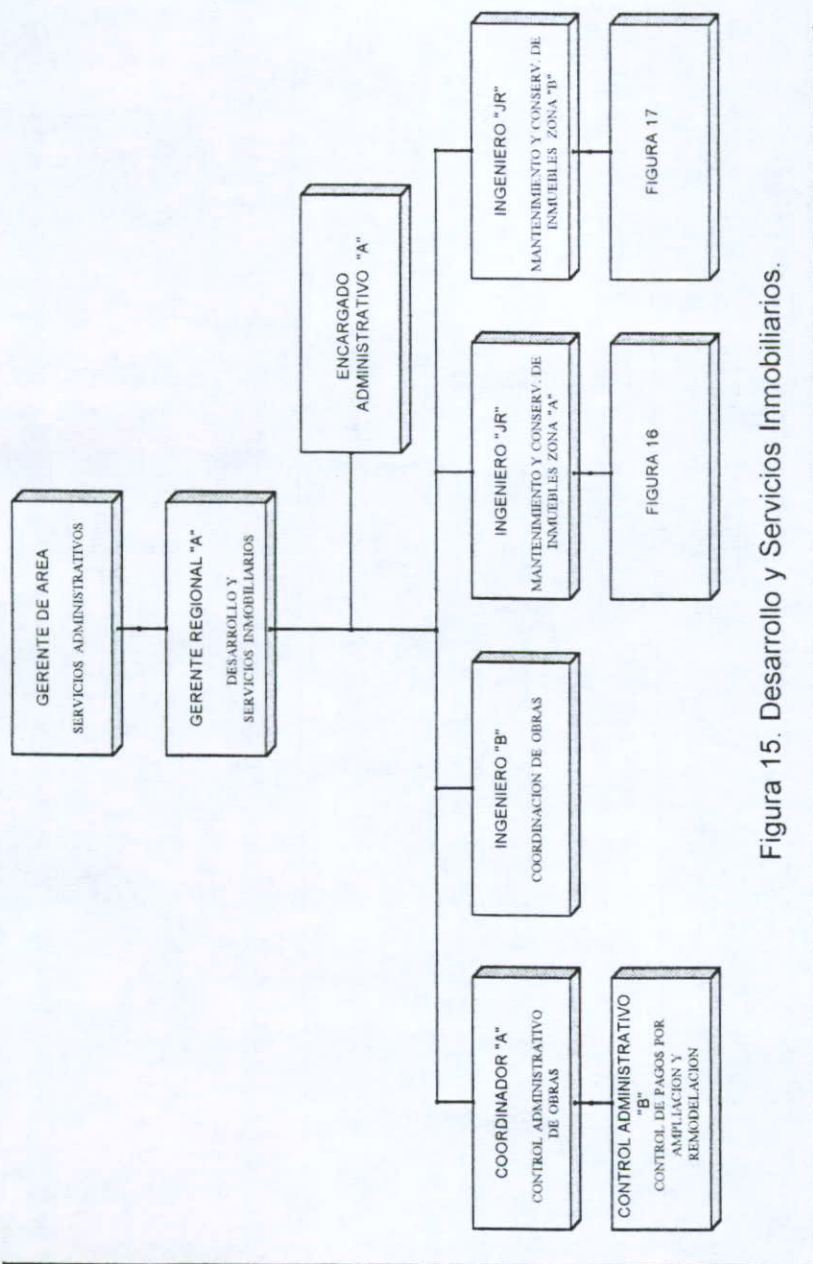 GERENTE DE AREA
SERVICIOS ADMINISTRATIVOS
GERENTE REGIONAL "A"
DESARROLLO Y
SERVICIOS INMOBILIARIOS
ENCARGADO
ADMINISTRATIVO "A"
COORDINADOR "A"
CONTROL ADMINISTRATIVO
DE OBRAS
CONTROL ADMINISTRATIVO
"B"
CONTROL DE PAGOS POR
AMPLIACION Y
REMODELACION
INGENIERO "B"
COORDINACION DE OBRAS
INGENIERO "JR"
MANTENIMIENTO Y CONSERV. DE
INMUEBLES ZONA "A"
FIGURA 16
INGENIERO "JR"
MANTENIMIENTO Y CONSERV. DE
INMUEBLES ZONA "B"
FIGURA 17
Figura 15. Desarrollo y Servicios Inmobiliarios.